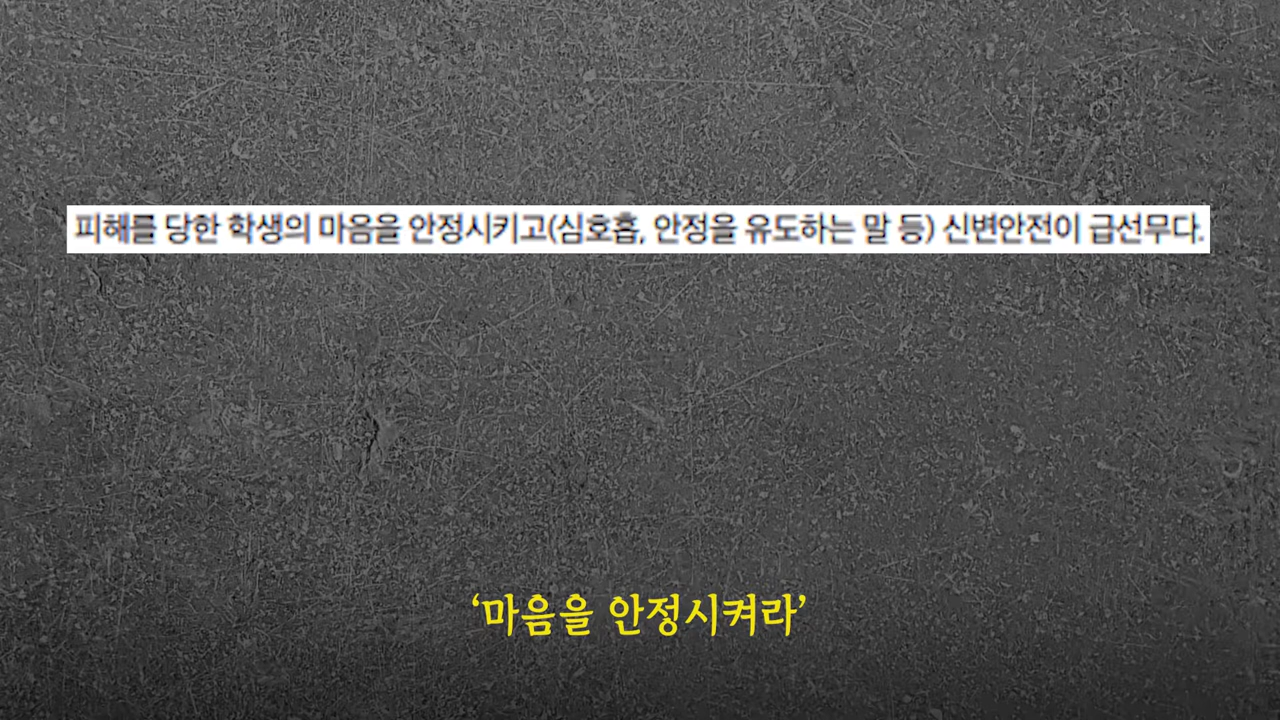 피해를 당한 학생의 마음을 안정시키고(심호흡, 안정을 유도하는 말 등) 신변안전이 급선무다.
‘마음을 안정시켜라’